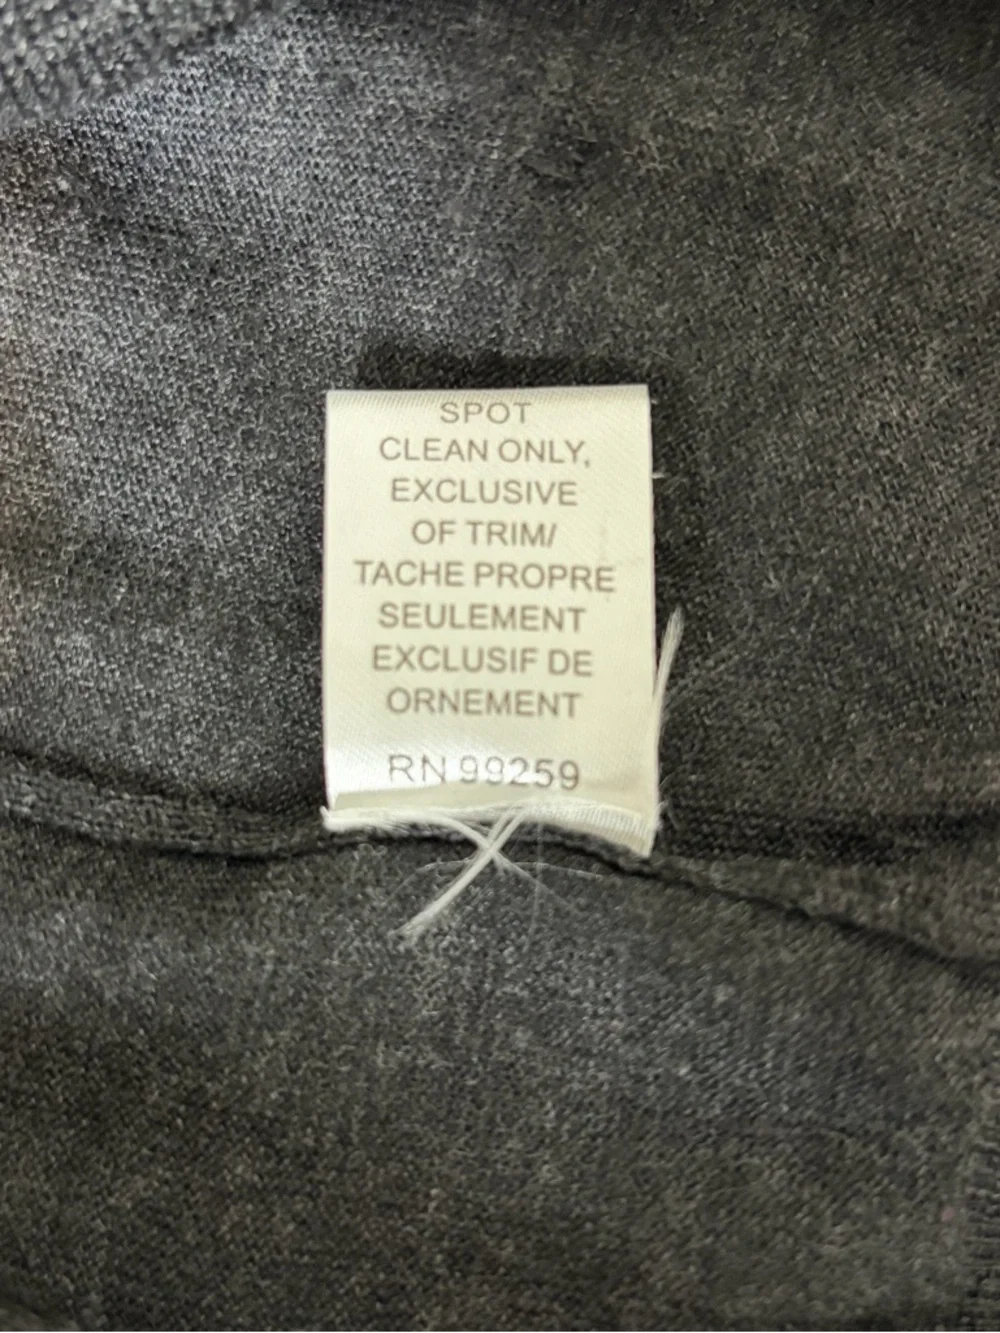 SPOT
CLEAN ONLY,
EXCLUSIVE
OF TRIM/
TACHE PROPRE
SEULEMENT
EXCLUSIF DE
ORNEMENT
RN 99259